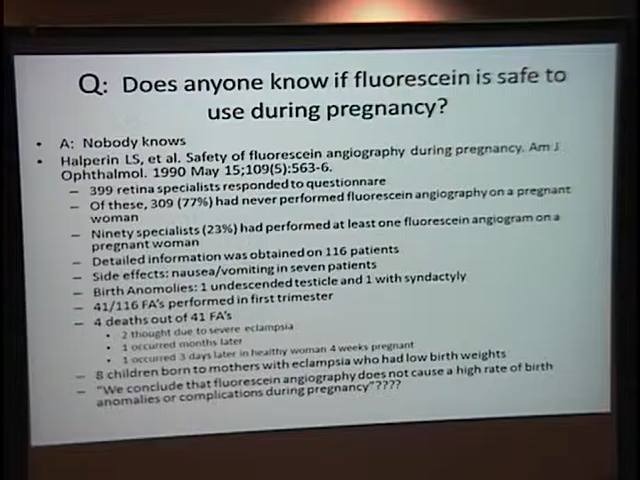 Q: Does anyone know if fluorescein is safe to
use during pregnancy?
• A: Nobody knows
• Halperin LS, et al. Safety of fluorescein angiography during pregnancy. Am J
Ophthalmol. 1990 May 15;109(5):563-6.
– 399 retina specialists responded to questionnare
– Of these, 309 (77%) had never performed fluorescein angiography on a pregnant
woman
– Ninety specialists (23%) had performed at least one fluorescein angiogram on a
pregnant woman
– Detailed information was obtained on 116 patients
– Side effects: nausea/vomiting in seven patients
– Birth Anomolies: 1 undescended testicle and 1 with syndactyly
– 41/116 FA's performed in first trimester
– 4 deaths out of 41 FA's
• 2 thought due to severe eclampsia
• 1 occurred months later
• 1 occurred 3 days later in healthy woman 4 weeks pregnant
– 8 children born to mothers with eclampsia who had low birth weights
– "We conclude that fluorescein angiography does not cause a high rate of birth
anomalies or complications during pregnancy"????